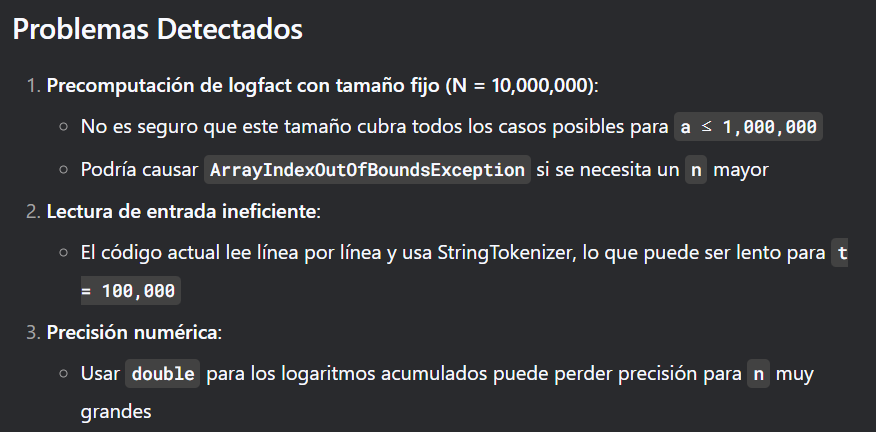 Problemas Detectados
1. Precomputación de logfact con tamaño fijo (N = 10,000,000):
○ No es seguro que este tamaño cubra todos los casos posibles para a ≤ 1,000,000
○ Podría causar ArrayIndexOutOfBoundsException si se necesita un n mayor
2. Lectura de entrada ineficiente:
○ El código actual lee línea por línea y usa StringTokenizer, lo que puede ser lento para t
= 100,000
3. Precisión numérica:
○ Usar double para los logaritmos acumulados puede perder precisión para n muy
grandes